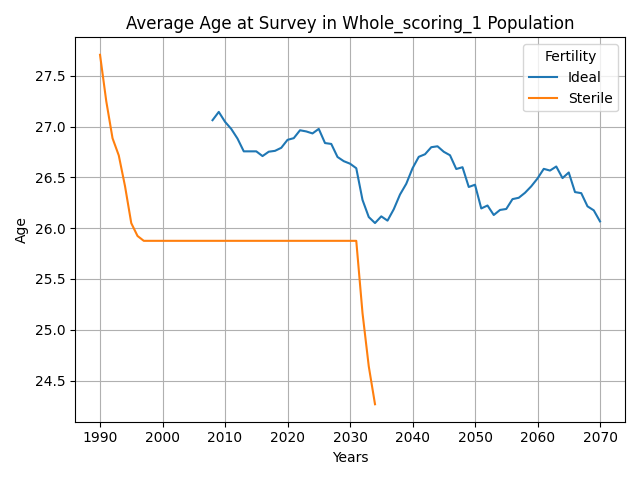 Average Age at Survey in Whole_scoring_1 Population
Fertility
Ideal
Sterile
27.5
27.0
26.5
26.0
25.5
25.0
24.5
Age
1990 2000 2010 2020 2030 2040 2050 2060 2070
Years